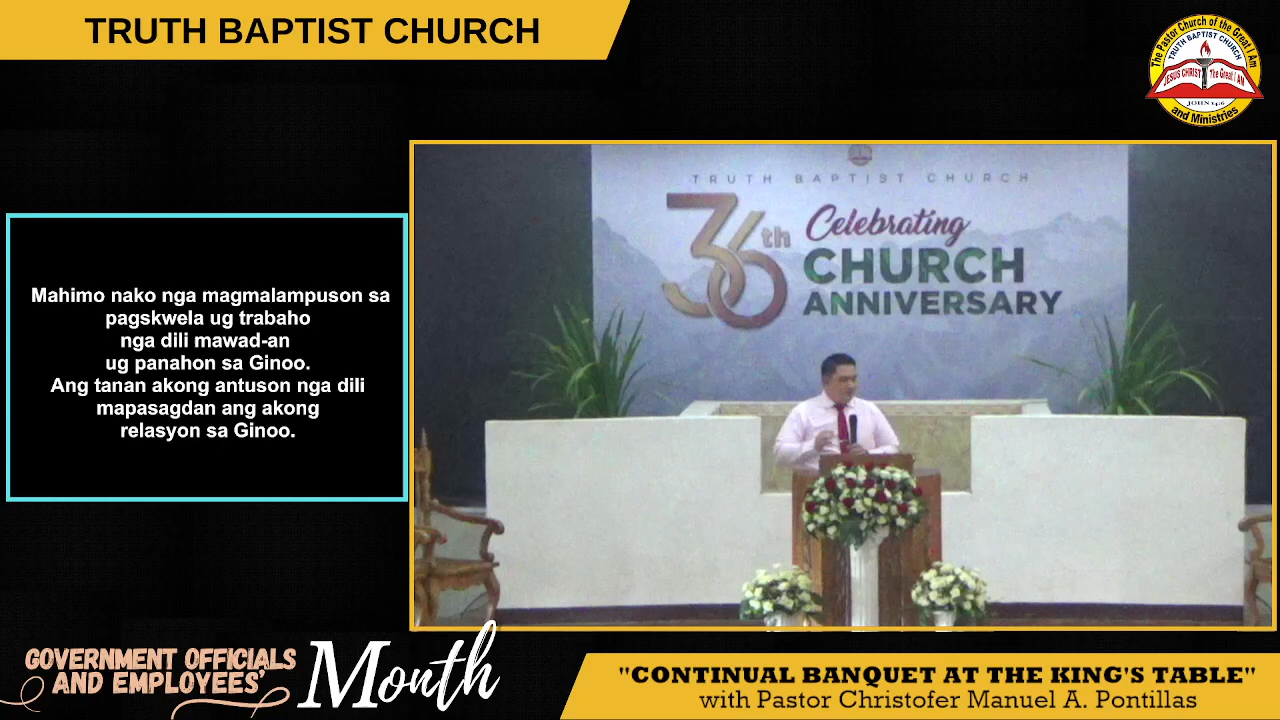 TRUTH BAPTIST CHURCH
The Pastor Church of the Great I Am
TRUTH BAPTIST CHURCH
JESUS CHRIST The Great I AM
JOHN 14:6
and Ministries
TRUTH BAPTIST CHURCH
36th
Celebrating
CHURCH
ANNIVERSARY
Mahimo nako nga magmalampuson sa
pagskwela ug trabaho
nga dili mawad-an
ug panahon sa Ginoo.
Ang tanan akong antuson nga dili
mapasagdan ang akong
relasyon sa Ginoo.
GOVERNMENT OFFICIALS
AND EMPLOYEES'
Month
"CONTINUAL BANQUET AT THE KING'S TABLE"
with Pastor Christofer Manuel A. Pontillas